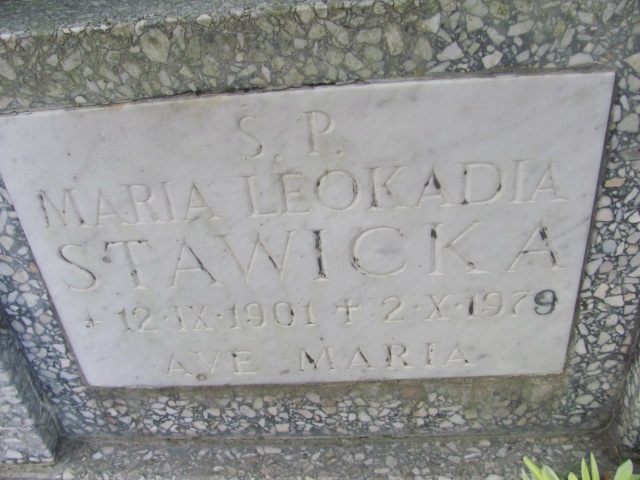 Ś. P.
MARIA LEOKADIA
STAWICKA
* 12·IX·1901 ✝ 2·X·1979
AVE MARIA